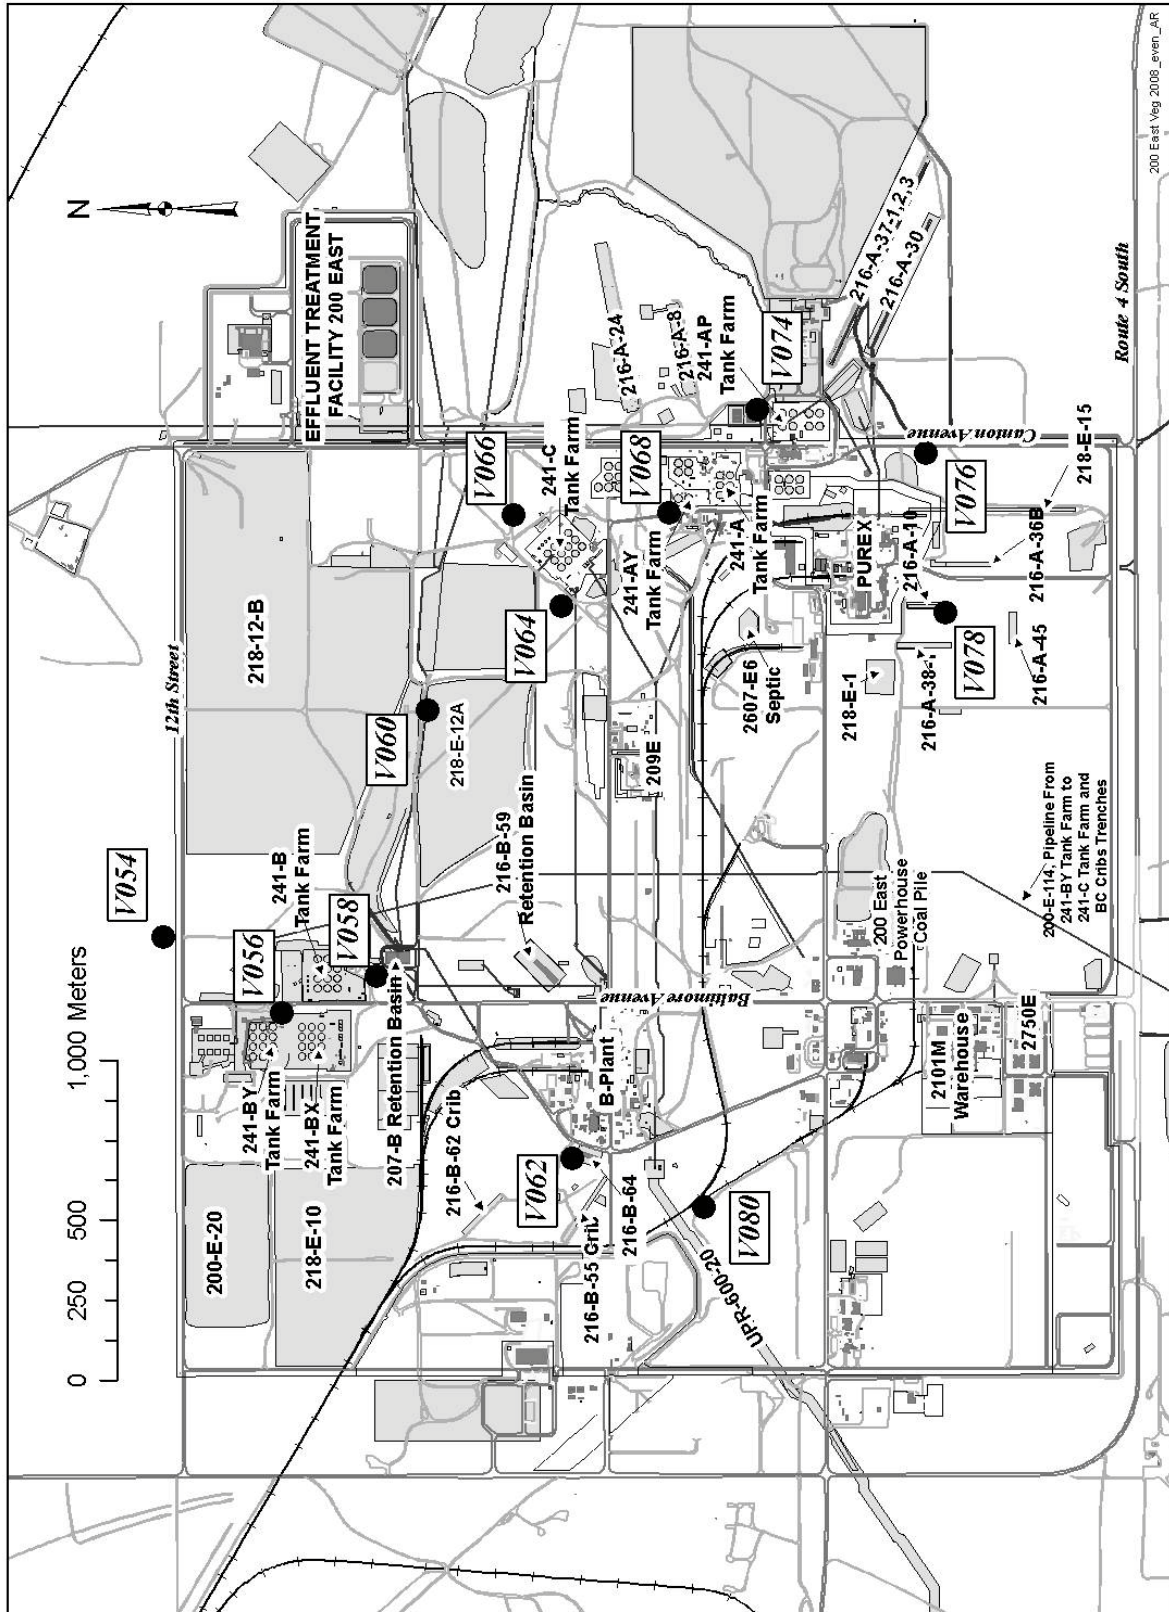 N
0
250
500
1,000 Meters
EFFLUENT TREATMENT
FACILITY 200 EAST
12th Street
V054
218-12-B
200-E-20
218-E-10
241-BY
Tank Farm
241-BX
Tank Farm
V056
241-B
Tank Farm
V058
207-B Retention Basin
V060
218-E-12A
V066
241-C
Tank Farm
V064
216-B-62 Crib
216-B-59
Retention Basin
V062
216-B-55 Crib
216-B-64
B-Plant
Baltimore Avenue
209E
241-AY
Tank Farm
V068
216-A-24
216-A-8
241-AP
Tank Farm
V074
241-A
Tank Farm
V080
UPR-600-20
2607-E6
Septic
PUREX
216-A-37-1,2,3
216-A-30
218-E-1
216-A-10
V076
Canton Avenue
200 East
Powerhouse
Coal Pile
216-A-38-1
V078
216-A-36B
218-E-15
216-A-45
2101M
Warehouse
2750E
200-E-114, Pipeline From
241-BY Tank Farm to
241-C Tank Farm and
BC Cribs Trenches
Route 4 South
200 East Veg 2008_even_AR